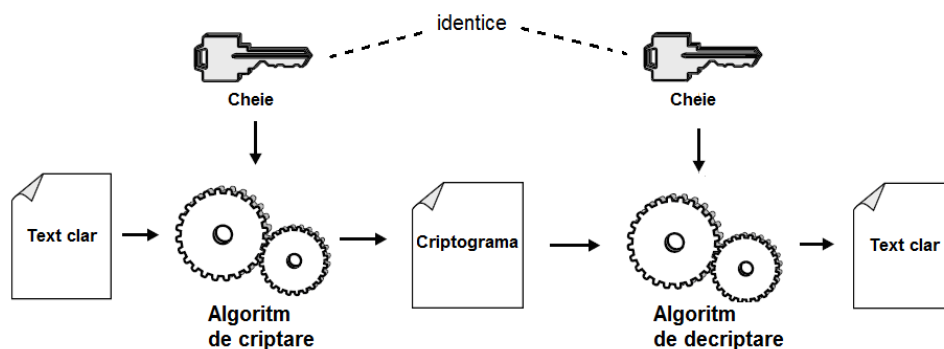 identice
Cheie
Cheie
Text clar
Criptograma
Text clar
Algoritm
de criptare
Algoritm
de decriptare